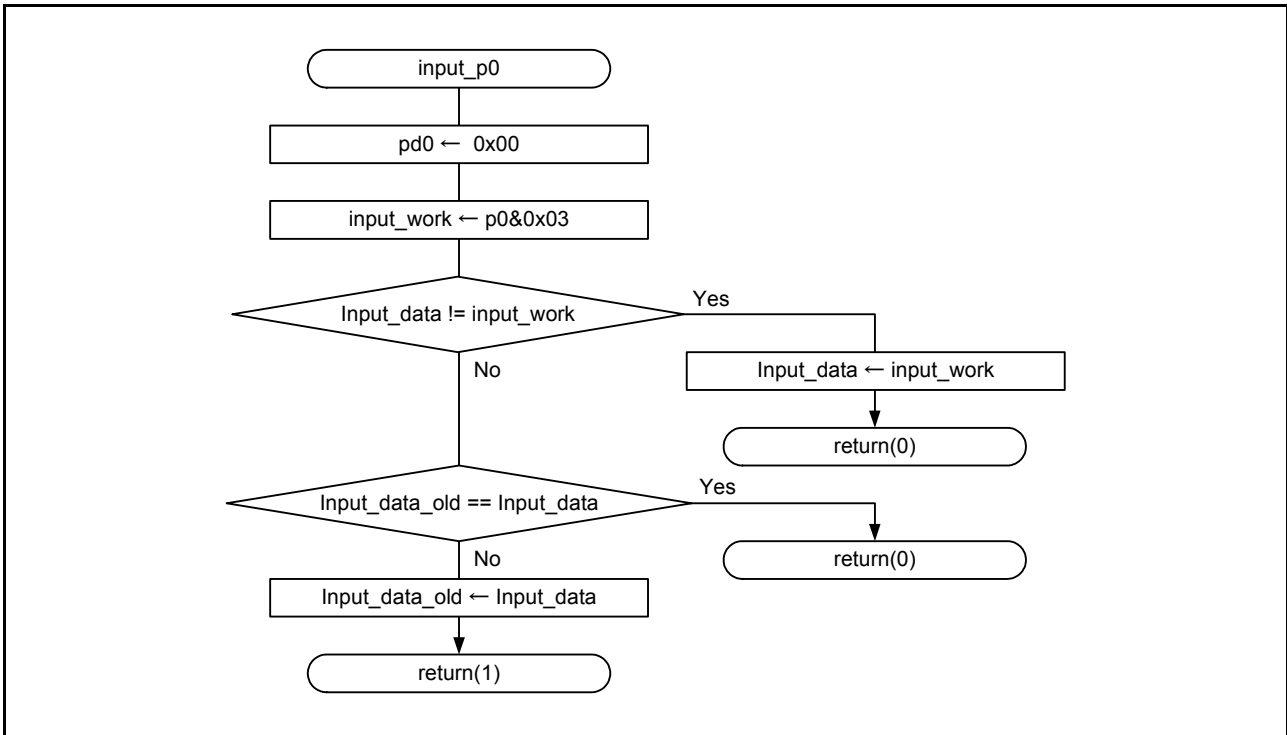 input_p0
pd0 ← 0x00
input_work ← p0&0x03
Input_data != input_work
Yes
No
Input_data ← input_work
return(0)
Input_data_old == Input_data
Yes
No
return(0)
Input_data_old ← Input_data
return(1)